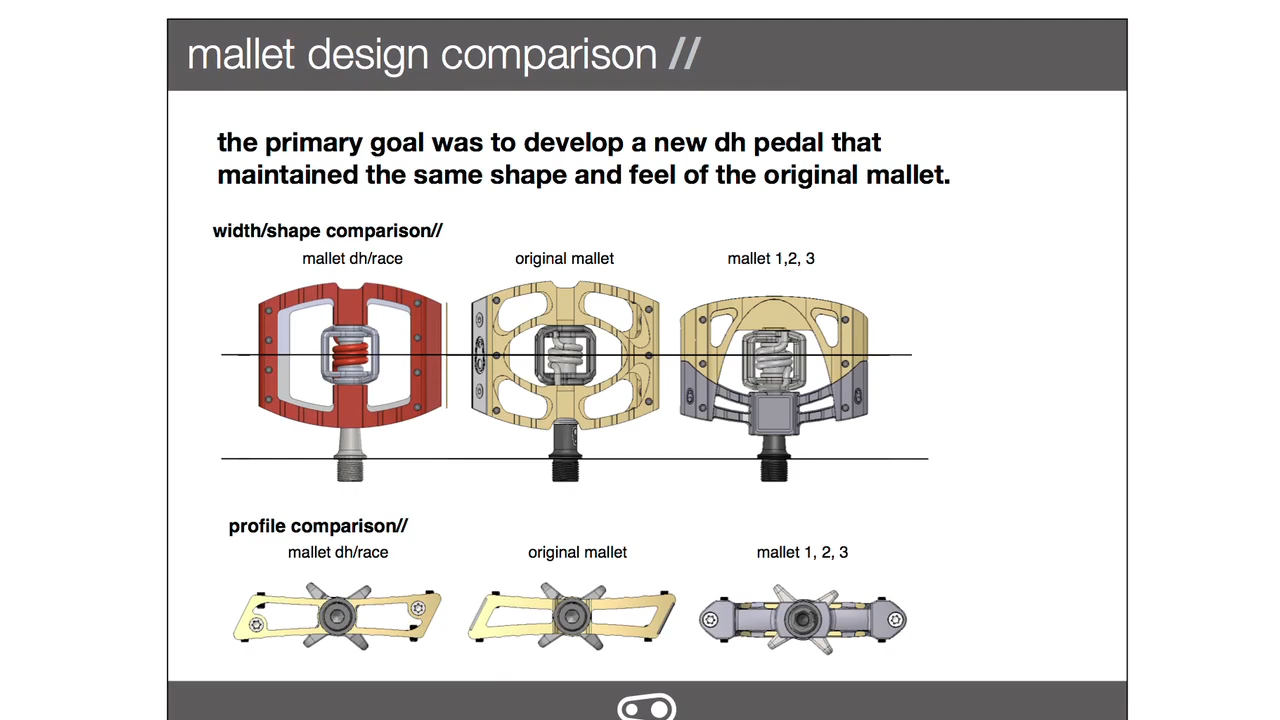 mallet design comparison //
the primary goal was to develop a new dh pedal that
maintained the same shape and feel of the original mallet.
width/shape comparison//
mallet dh/race
original mallet
mallet 1,2, 3
profile comparison//
mallet dh/race
original mallet
mallet 1, 2, 3